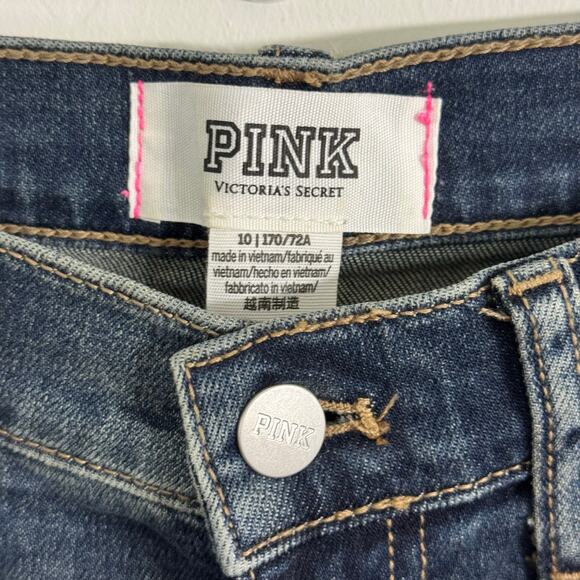 PINK
VICTORIA'S SECRET
10 | 170/72A
made in vietnam/fabriqué au
vietnam/hecho en vietnam/
fabbricato in vietnam/
越南制造
PINK